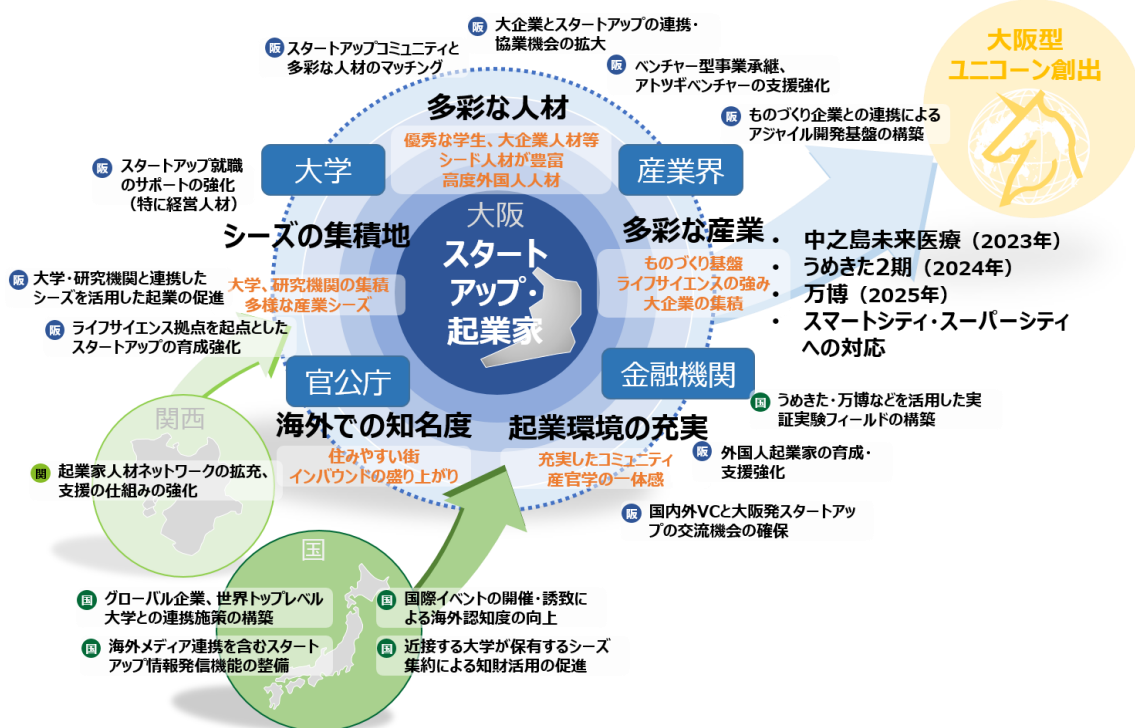 阪 大企業とスタートアップの連携・
協業機会の拡大
阪 スタートアップコミュニティと
多彩な人材のマッチング
阪 ベンチャー型事業承継、
アトツギベンチャーの支援強化
阪 ものづくり企業との連携による
アジャイル開発基盤の構築
大阪型
ユニコーン創出
多彩な人材
優秀な学生、大企業人材等
シード人材が豊富
高度外国人人材
大学
産業界
阪 スタートアップ就職
のサポートの強化
（特に経営人材）
シーズの集積地
大学、研究機関の集積
多様な産業シーズ
大阪
スタート
アップ・
起業家
多彩な産業
ものづくり基盤
ライフサイエンスの強み
大企業の集積
• 中之島未来医療（2023年）
• うめきた2期（2024年）
• 万博（2025年）
• スマートシティ・スーパーシティ
への対応
阪 大学・研究機関と連携した
シーズを活用した起業の促進
阪 ライフサイエンス拠点を起点とした
スタートアップの育成強化
官公庁
金融機関
海外での知名度
住みやすい街
インバウンドの盛り上がり
起業環境の充実
充実したコミュニティ
産官学の一体感
国 うめきた・万博などを活用した実
証実験フィールドの構築
阪 外国人起業家の育成・
支援強化
阪 国内外VCと大阪発スタートアッ
プの交流機会の確保
関西
関 起業家人材ネットワークの拡充、
支援の仕組みの強化
国
国 グローバル企業、世界トップレベル
大学との連携施策の構築
国 国際イベントの開催・誘致に
よる海外認知度の向上
国 海外メディア連携を含むスタート
アップ情報発信機能の整備
国 近接する大学が保有するシーズ
集約による知財活用の促進